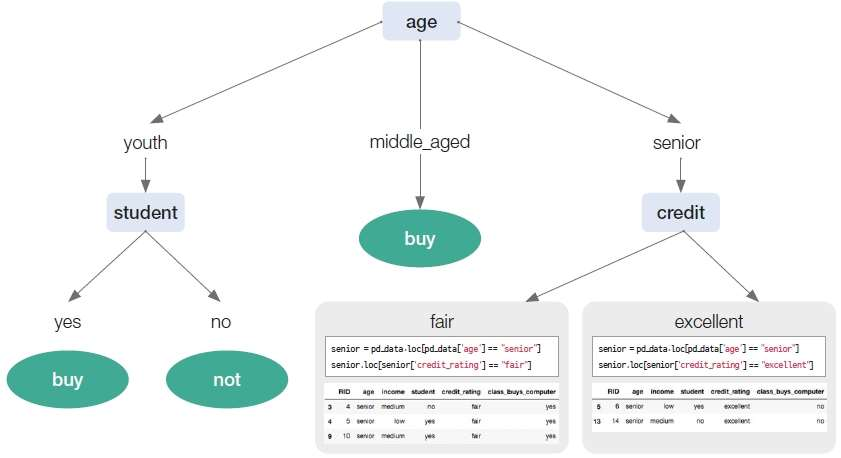 age
youth
middle_aged
senior
student
buy
credit
yes
no
buy
not
fair
senior = pd_data.loc[pd_data['age'] == "senior"]
senior.loc[senior['credit_rating'] == "fair"]
RID age income student credit_rating class_buys_computer
3 4 senior medium no fair yes
4 5 senior low yes fair yes
9 10 senior medium yes fair yes
excellent
senior = pd_data.loc[pd_data['age'] == "senior"]
senior.loc[senior['credit_rating'] == "excellent"]
RID age income student credit_rating class_buys_computer
5 6 senior low yes excellent no
13 14 senior medium no excellent no